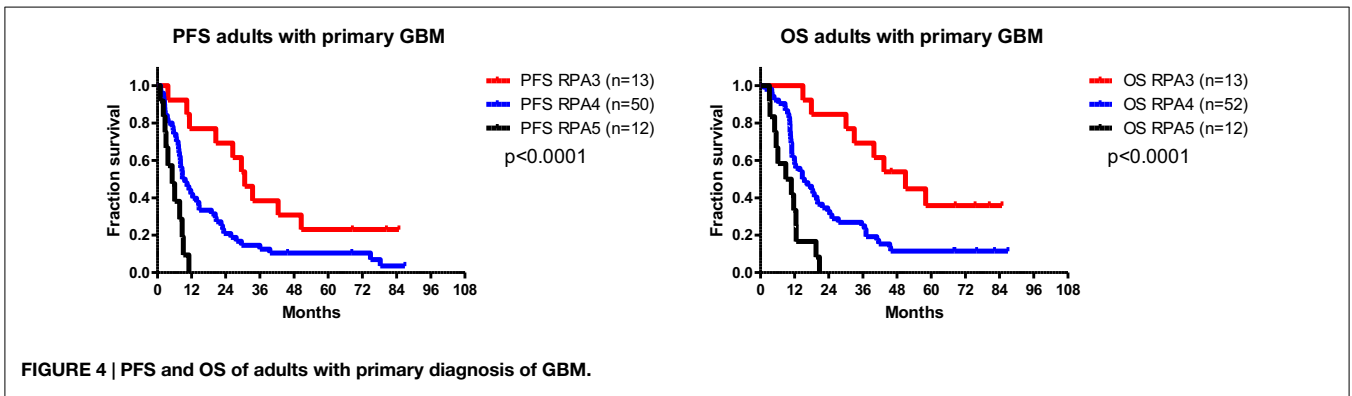 PFS adults with primary GBM
Fraction survival
1.0
0.8
0.6
0.4
0.2
0.0
0 12 24 36 48 60 72 84 96 108
Months
PFS RPA3 (n=13)
PFS RPA4 (n=50)
PFS RPA5 (n=12)
p<0.0001
OS adults with primary GBM
Fraction survival
1.0
0.8
0.6
0.4
0.2
0.0
0 12 24 36 48 60 72 84 96 108
Months
OS RPA3 (n=13)
OS RPA4 (n=52)
OS RPA5 (n=12)
p<0.0001
FIGURE 4 | PFS and OS of adults with primary diagnosis of GBM.